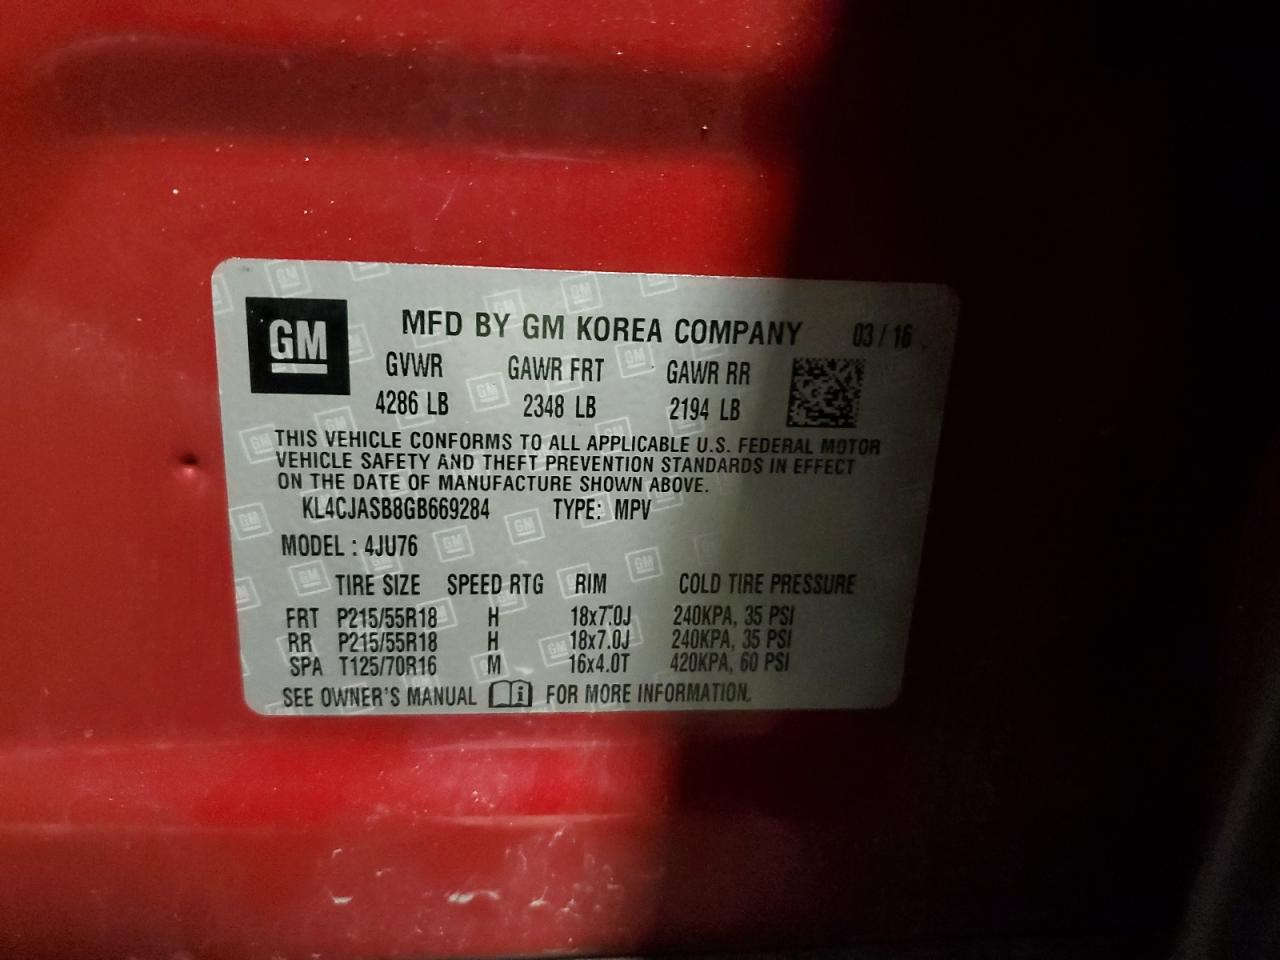 GM MFD BY GM KOREA COMPANY 03 / 16
GVWR GAWR FRT GAWR RR
4286 LB 2348 LB 2194 LB
THIS VEHICLE CONFORMS TO ALL APPLICABLE U.S. FEDERAL MOTOR
VEHICLE SAFETY AND THEFT PREVENTION STANDARDS IN EFFECT
ON THE DATE OF MANUFACTURE SHOWN ABOVE.
KL4CJASB8GB669284 TYPE: MPV
MODEL : 4JU76
TIRE SIZE SPEED RTG RIM COLD TIRE PRESSURE
FRT P215/55R18 H 18x7.0J 240KPA, 35 PSI
RR P215/55R18 H 18x7.0J 240KPA, 35 PSI
SPA T125/70R16 M 16x4.0T 420KPA, 60 PSI
SEE OWNER'S MANUAL FOR MORE INFORMATION.